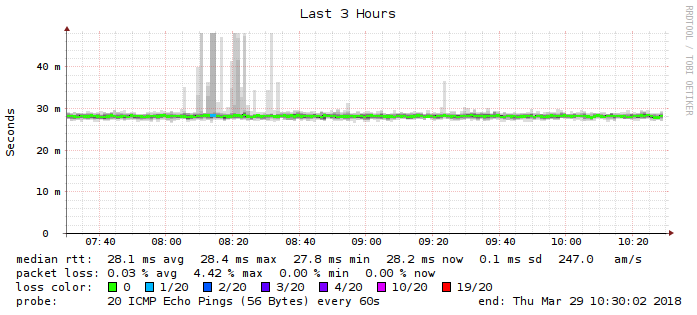 Last 3 Hours
RRDTOOL / TOBI OETIKER
Seconds
40 m
30 m
20 m
10 m
0
07:40 08:00 08:20 08:40 09:00 09:20 09:40 10:00 10:20
median rtt: 28.1 ms avg 28.4 ms max 27.8 ms min 28.2 ms now 0.1 ms sd 247.0 am/s
packet loss: 0.03 % avg 4.42 % max 0.00 % min 0.00 % now
loss color: 0 1/20 2/20 3/20 4/20 10/20 19/20
probe: 20 ICMP Echo Pings (56 Bytes) every 60s end: Thu Mar 29 10:30:02 2018